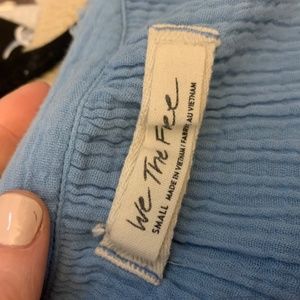 We The Free
SMALL
MADE IN VIETNAM / FABRIQUÉ AU VIETNAM